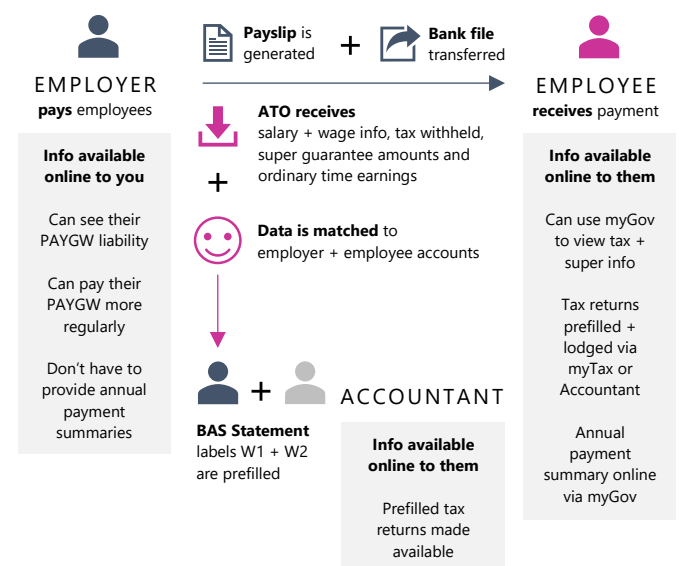 EMPLOYER
pays employees
Info available
online to you
Can see their
PAYGW liability
Can pay their
PAYGW more
regularly
Don't have to
provide annual
payment
summaries
Payslip is
generated
+
Bank file
transferred
ATO receives
salary + wage info, tax withheld,
super guarantee amounts and
ordinary time earnings
+
Data is matched to
employer + employee accounts
+
BAS Statement
labels W1 + W2
are prefilled
ACCOUNTANT
Info available
online to them
Prefilled tax
returns made
available
EMPLOYEE
receives payment
Info available
online to them
Can use myGov
to view tax +
super info
Tax returns
prefilled +
lodged via
myTax or
Accountant
Annual
payment
summary online
via myGov